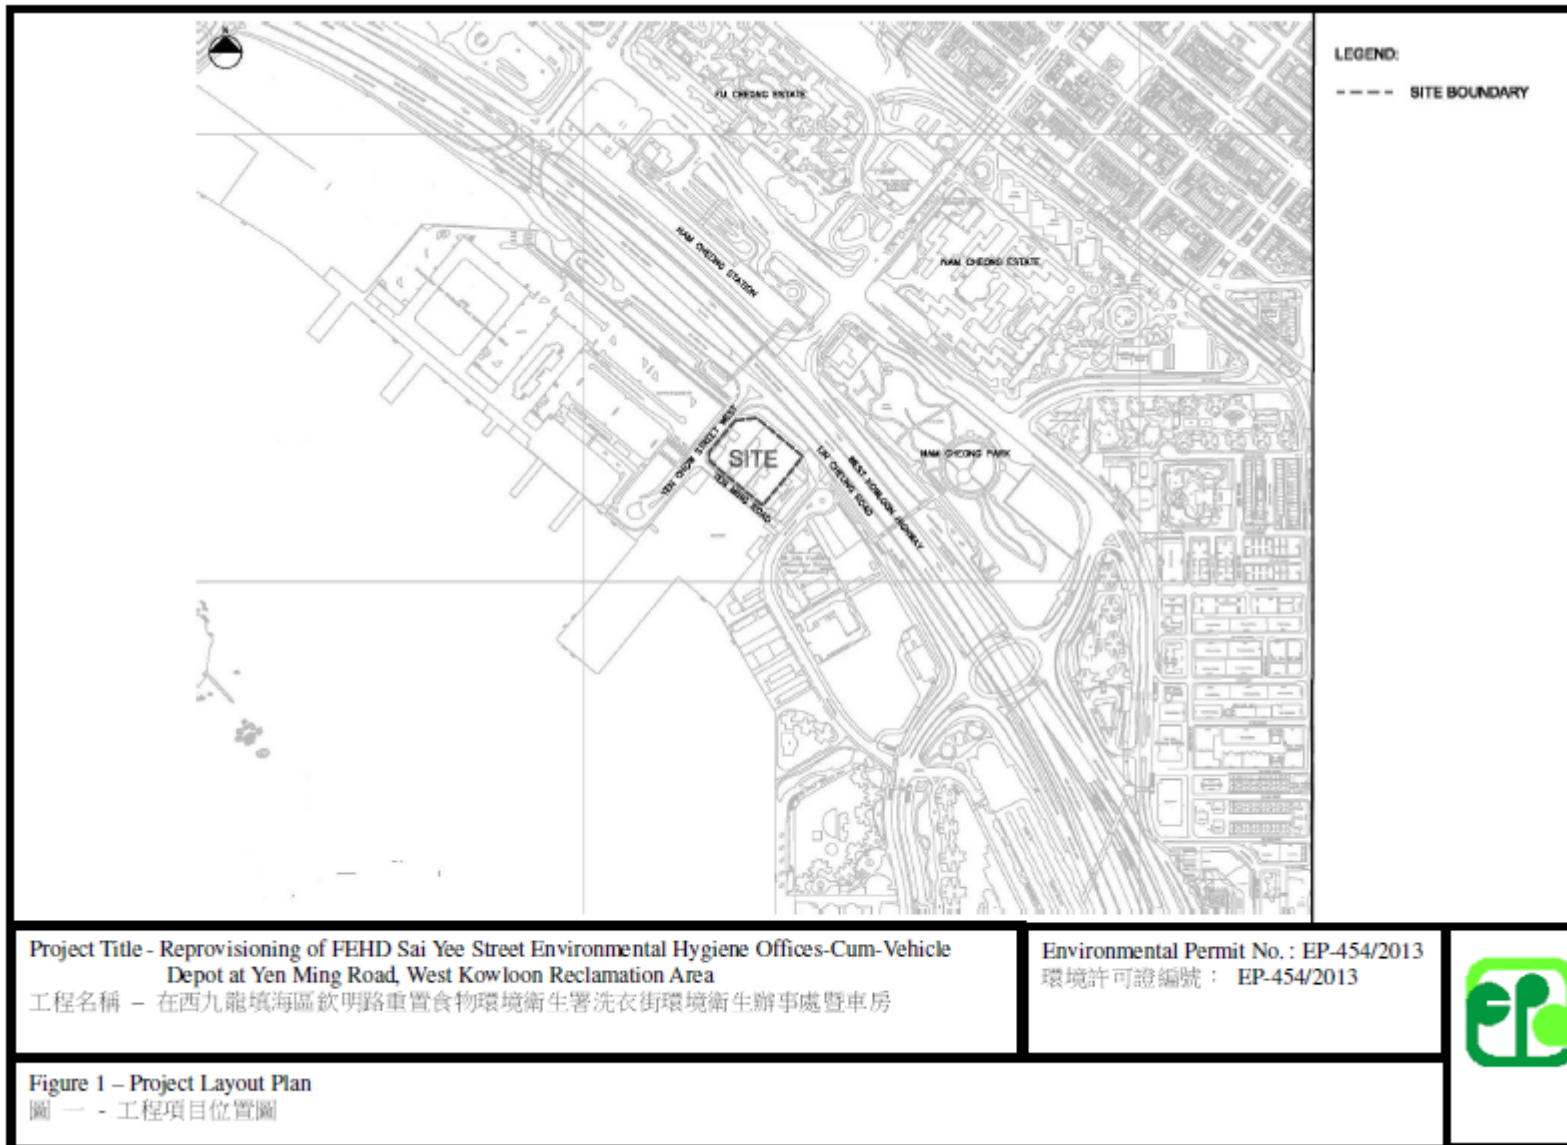 N
LEGEND:
SITE BOUNDARY
FU CHEONG ESTATE
NAM CHEONG STATION
NAM CHEONG ESTATE
YEN CHOW STREET WEST
SITE
YEN MING ROAD
LIN CHEUNG ROAD
WEST KOWLOON HIGHWAY
NAM CHEONG PARK
Project Title - Reprovisioning of FEHD Sai Yee Street Environmental Hygiene Offices-Cum-Vehicle
Depot at Yen Ming Road, West Kowloon Reclamation Area
工程名稱 – 在西九龍填海區欽明路重置食物環境衛生署洗衣街環境衛生辦事處暨車房
Environmental Permit No. : EP-454/2013
環境許可證編號： EP-454/2013
Figure 1 – Project Layout Plan
圖 一 - 工程項目位置圖